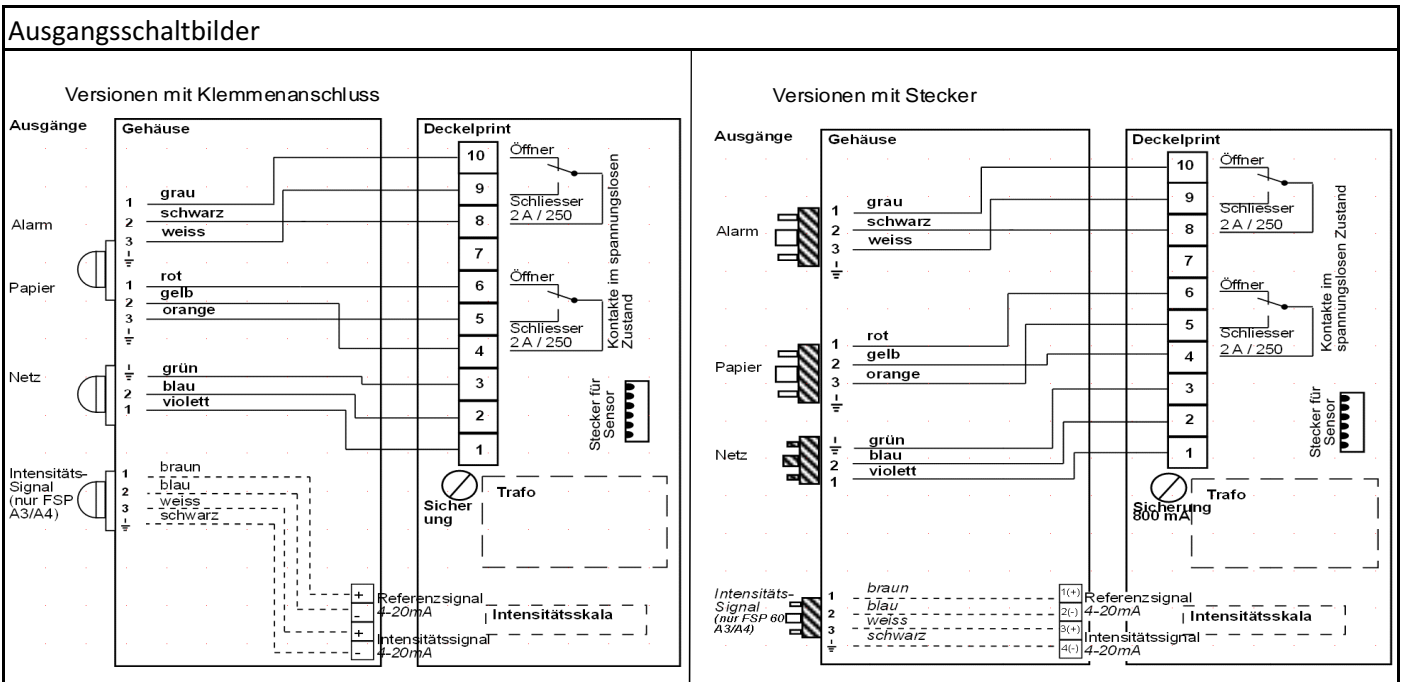 Ausgangsschaltbilder
Versionen mit Klemmenanschluss
Ausgänge
Gehäuse
Deckelprint
Alarm
1 grau
2 schwarz
3 weiss
Papier
1 rot
2 gelb
3 orange
Netz
grün
2 blau
1 violett
Intensitäts-
Signal
(nur FSP
A3/A4)
1 braun
2 blau
3 weiss
schwarz
10
9
8
7
6
5
4
3
2
1
Öffner
Schliesser
2 A / 250
Öffner
Schliesser
2 A / 250
Kontakte im spannungslosen
Zustand
Stecker für
Sensor
Sicher
ung
Trafo
+
-
+
-
Referenzsignal
4-20mA
Intensitätssignal
4-20mA
Intensitätsskala
Versionen mit Stecker
Ausgänge
Gehäuse
Deckelprint
Alarm
1 grau
2 schwarz
3 weiss
Papier
1 rot
2 gelb
3 orange
Netz
grün
2 blau
1 violett
Intensitäts-
Signal
(nur FSP 60
A3/A4)
1 braun
2 blau
3 weiss
schwarz
10
9
8
7
6
5
4
3
2
1
Öffner
Schliesser
2 A / 250
Öffner
Schliesser
2 A / 250
Kontakte im
spannungslosen Zustand
Stecker für
Sensor
Sicherung
800 mA
Trafo
1(+)
2(-)
3(+)
4(-)
Referenzsignal
4-20mA
Intensitätssignal
4-20mA
Intensitätsskala